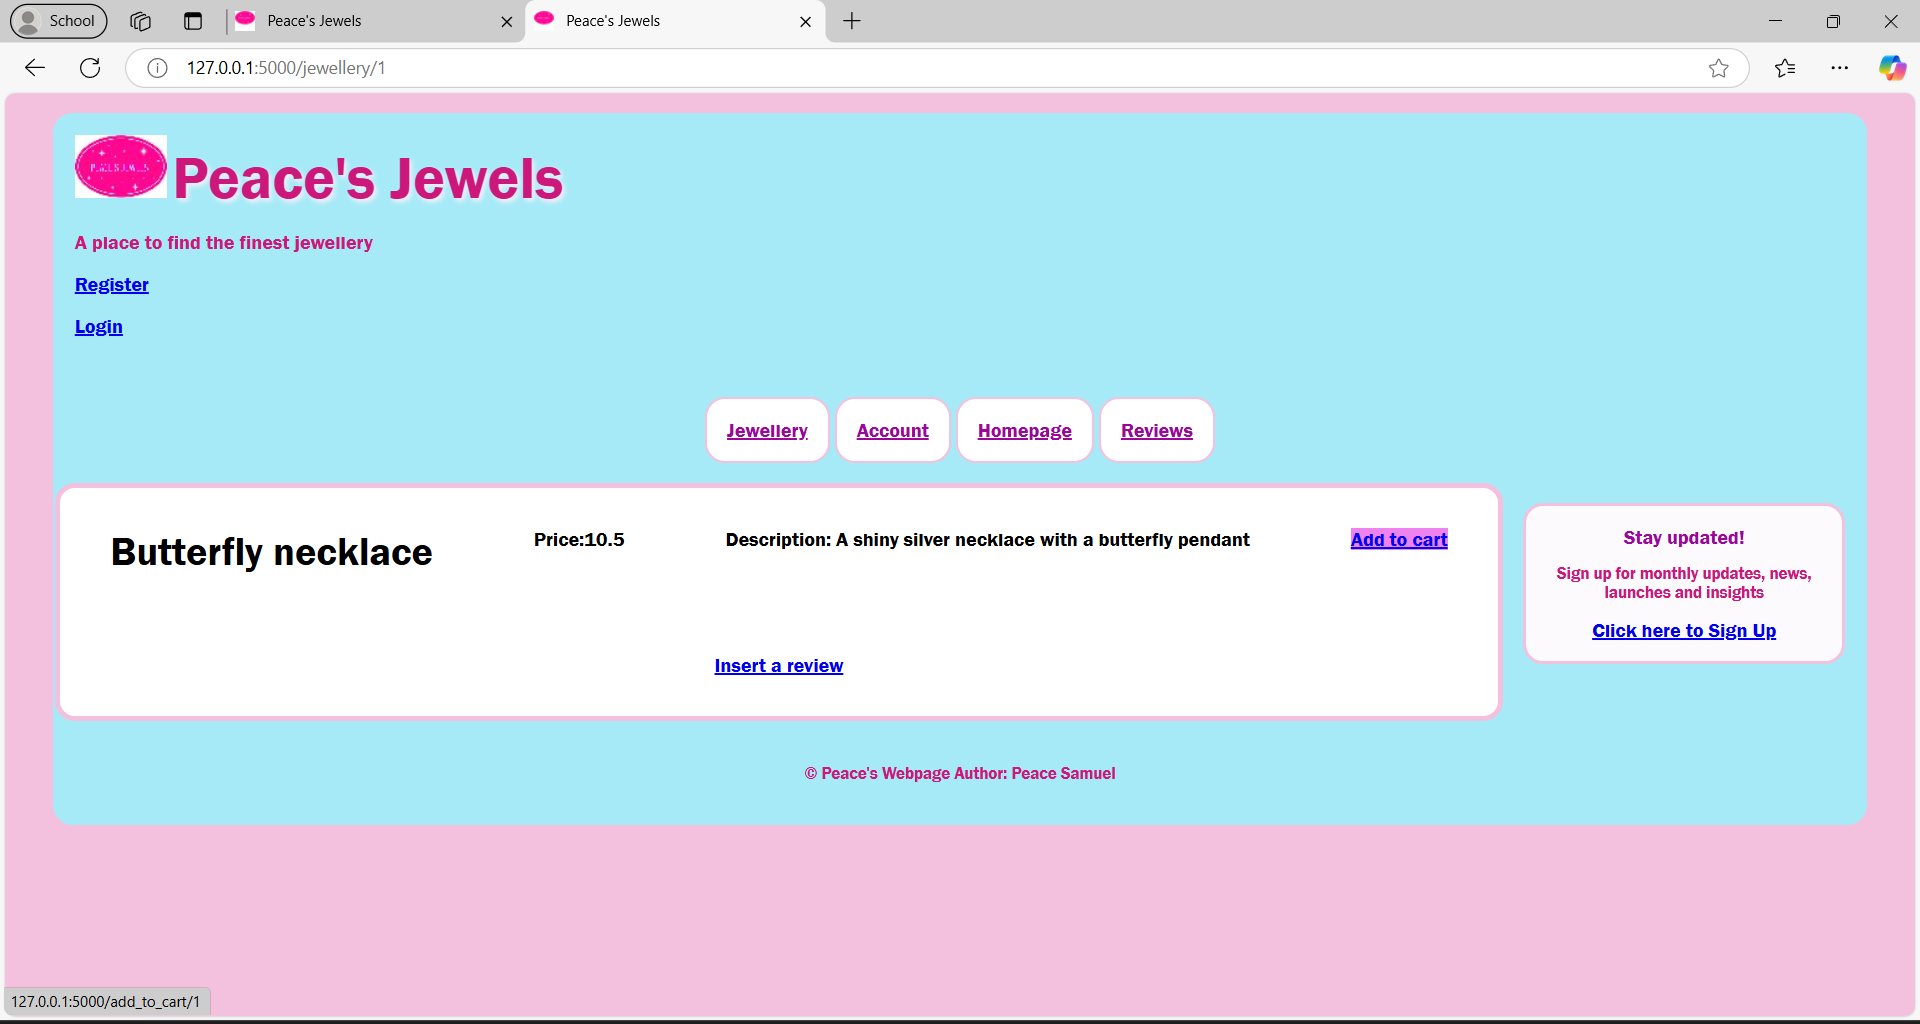 School
Peace's Jewels
Peace's Jewels
127.0.0.1:5000/jewellery/1
Peace's Jewels
A place to find the finest jewellery
Register
Login
Jewellery
Account
Homepage
Reviews
Butterfly necklace
Price:10.5
Description: A shiny silver necklace with a butterfly pendant
Add to cart
Insert a review
Stay updated!
Sign up for monthly updates, news,
launches and insights
Click here to Sign Up
© Peace's Webpage Author: Peace Samuel
127.0.0.1:5000/add_to_cart/1